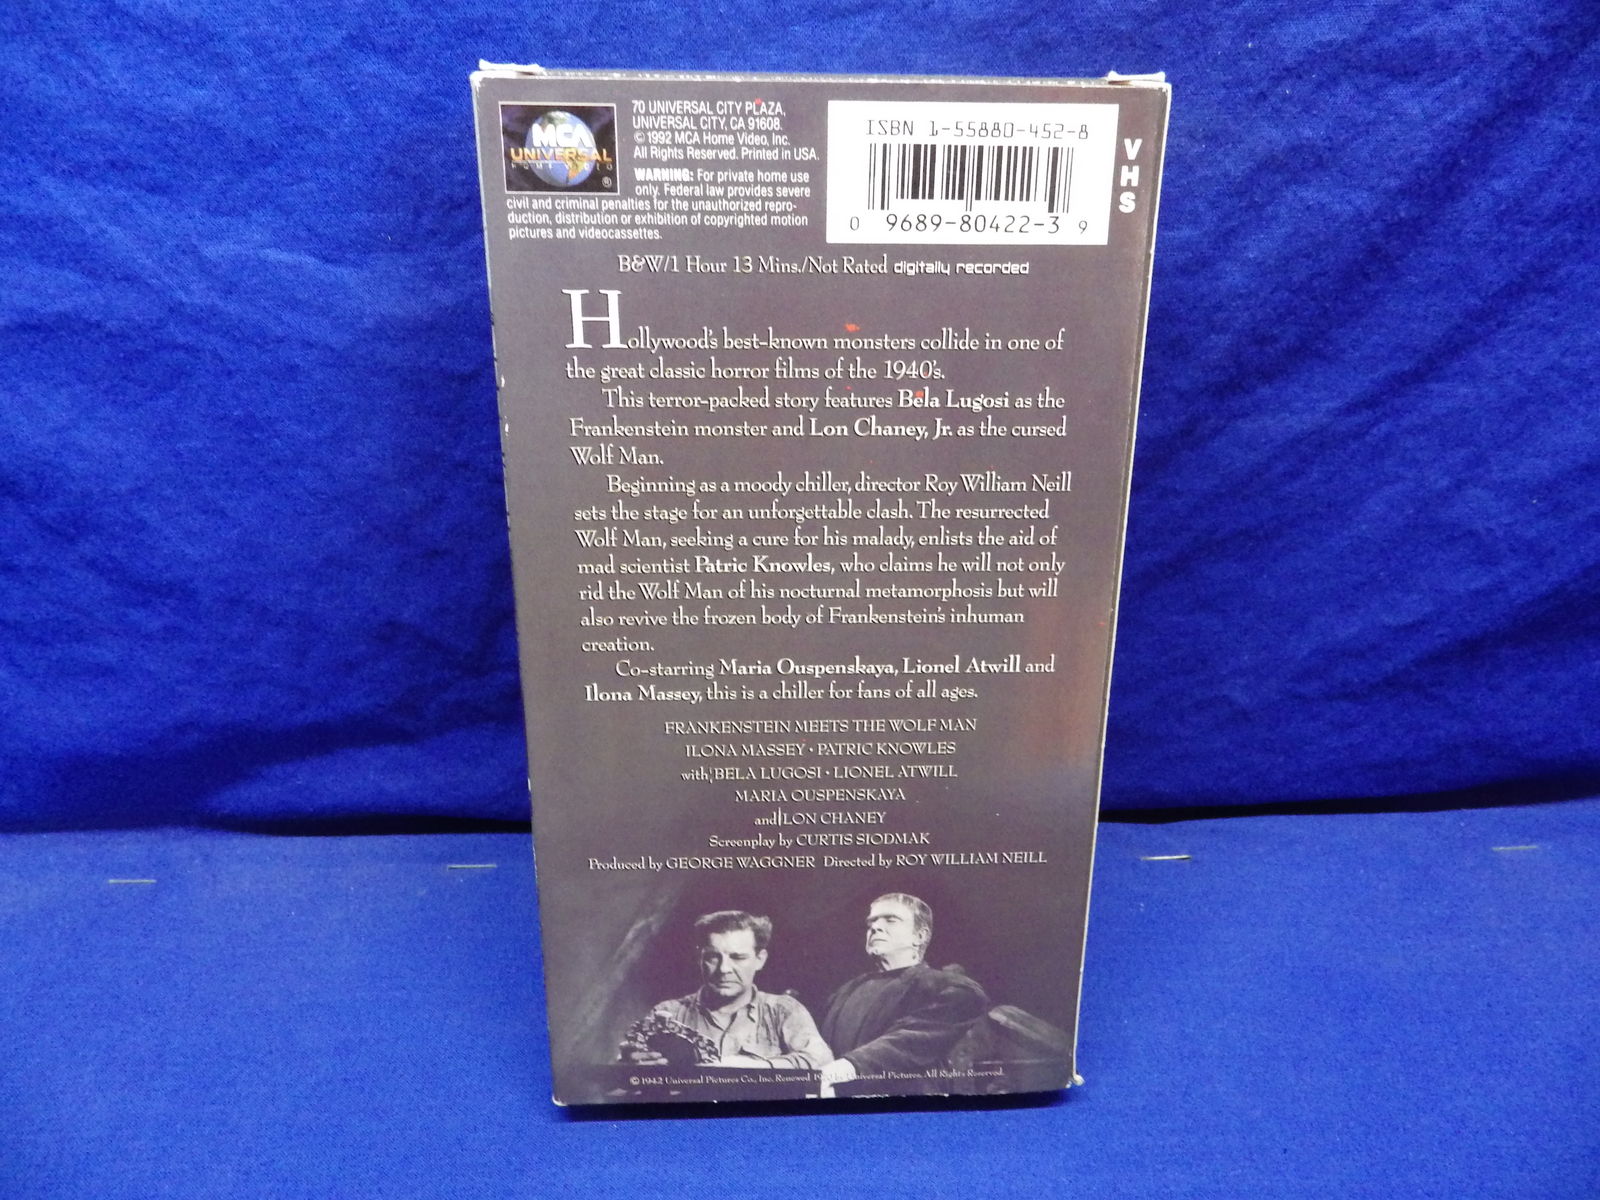 MCA
UNIVERSAL
HOME VIDEO
®
70 UNIVERSAL CITY PLAZA,
UNIVERSAL CITY, CA 91608.
© 1992 MCA Home Video, Inc.
All Rights Reserved. Printed in USA.
WARNING: For private home use
only. Federal law provides severe
civil and criminal penalties for the unauthorized repro-
duction, distribution or exhibition of copyrighted motion
pictures and videocassettes.
ISBN 1-55880-452-8
0 9689-80422-3 9
VHS
B&W/1 Hour 13 Mins./Not Rated digitally recorded
Hollywood's best-known monsters collide in one of
the great classic horror films of the 1940's.
This terror-packed story features Bela Lugosi as the
Frankenstein monster and Lon Chaney, Jr. as the cursed
Wolf Man.
Beginning as a moody chiller, director Roy William Neill
sets the stage for an unforgettable clash. The resurrected
Wolf Man, seeking a cure for his malady, enlists the aid of
mad scientist Patric Knowles, who claims he will not only
rid the Wolf Man of his nocturnal metamorphosis but will
also revive the frozen body of Frankenstein's inhuman
creation.
Co-starring Maria Ouspenskaya, Lionel Atwill and
Ilona Massey, this is a chiller for fans of all ages.
FRANKENSTEIN MEETS THE WOLF MAN
ILONA MASSEY • PATRIC KNOWLES
with BELA LUGOSI • LIONEL ATWILL
MARIA OUSPENSKAYA
and LON CHANEY
Screenplay by CURTIS SIODMAK
Produced by GEORGE WAGGNER Directed by ROY WILLIAM NEILL
© 1942 Universal Pictures Co., Inc. Renewed by Universal Pictures. All Rights Reserved.